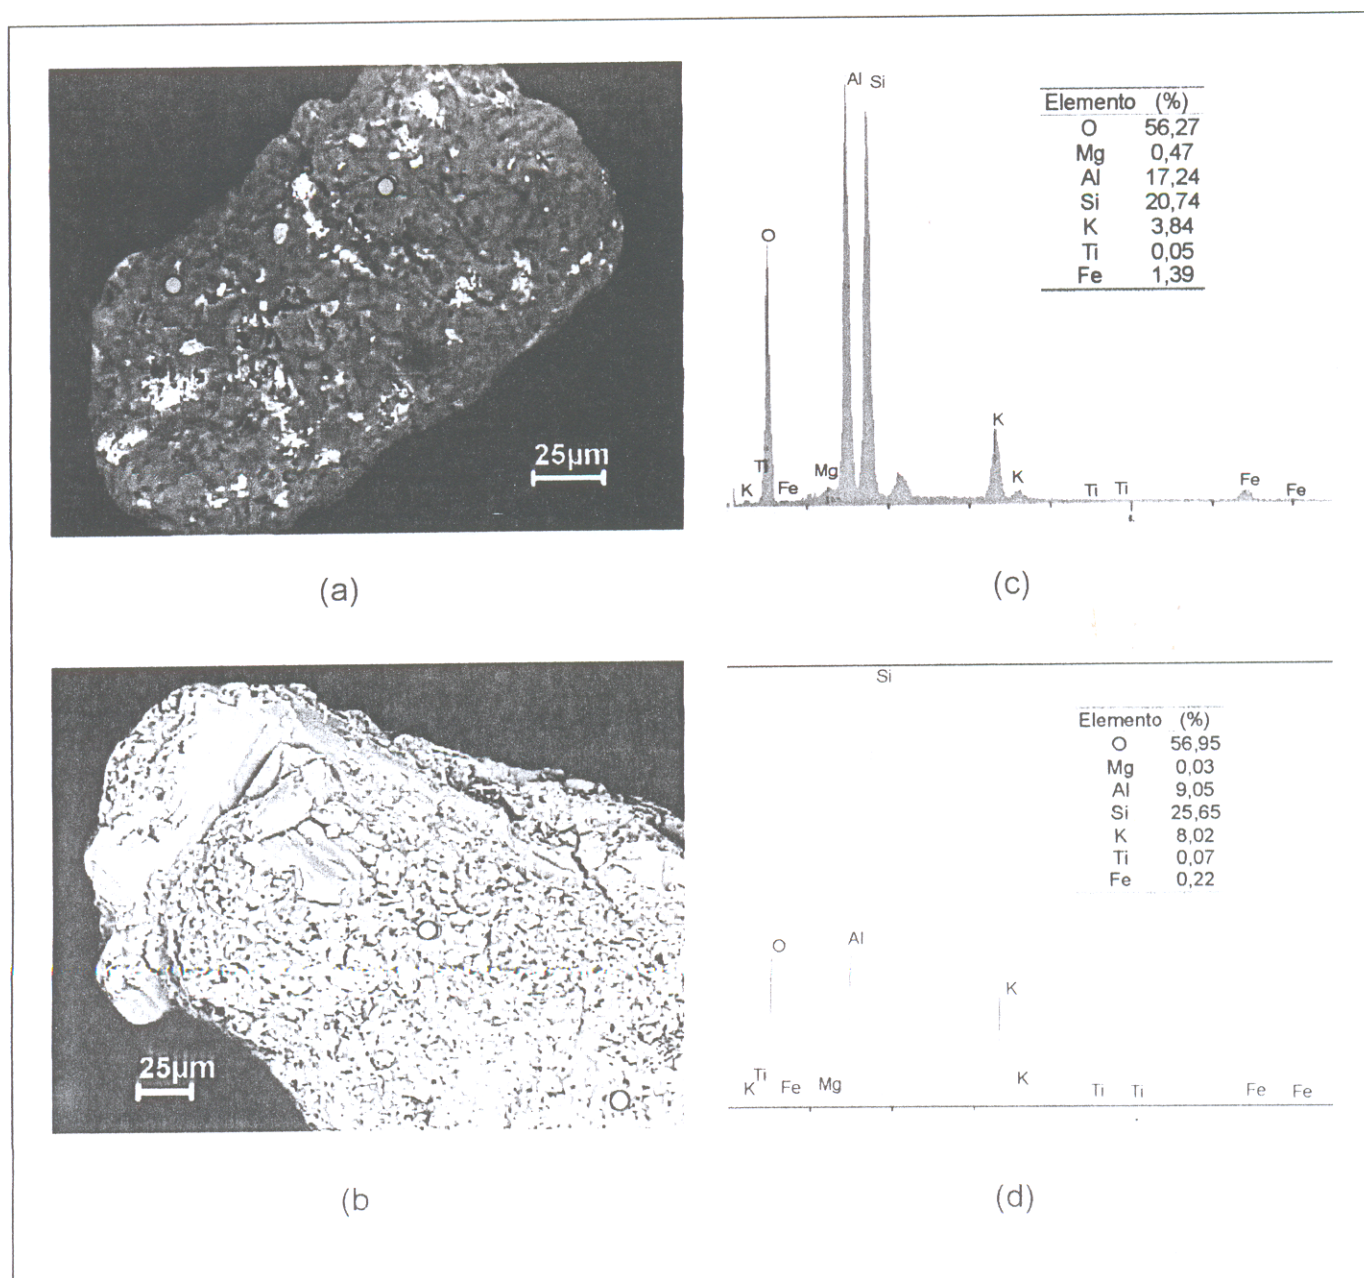 Al Si
Elemento (%)
O 56,27
Mg 0,47
Al 17,24
Si 20,74
K 3,84
Ti 0,05
Fe 1,39
O
K
Ti
K Fe Mg
K
Ti Ti
Fe Fe
25µm
(a)
(c)
Si
Elemento (%)
O 56,95
Mg 0,03
Al 9,05
Si 25,65
K 8,02
Ti 0,07
Fe 0,22
O Al
K
Ti
K Fe Mg
K
Ti Ti
Fe Fe
25µm
(b
(d)